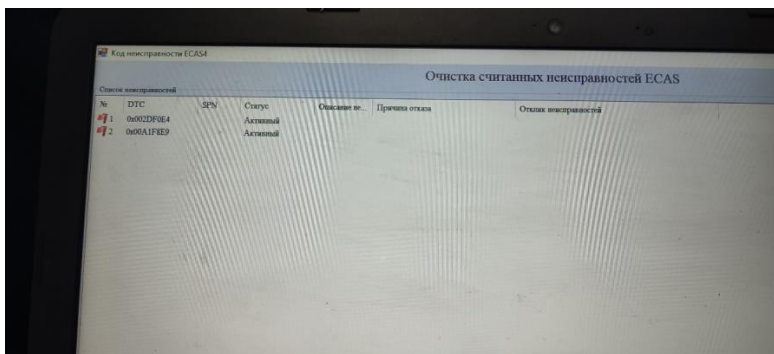 Код неисправности ECAS4
Очистка считанных неисправностей ECAS
Список неисправностей
№ DTC SPN Статус Описание не... Причина отказа Отклик неисправностей
1 0x002DF0E4 Активный
2 0x00A1F1E9 Активный